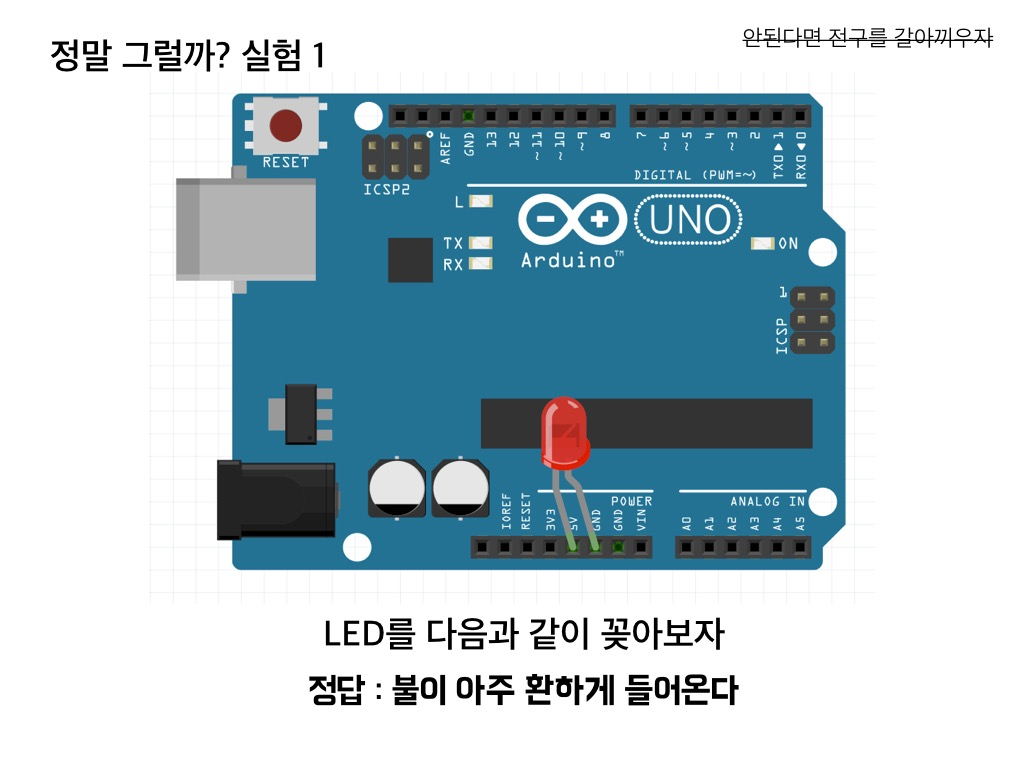 정말 그럴까? 실험 1
안된다면 전구를 갈아끼우자
RESET
ICSP2
AREF
GND
13
12
~11
~10
~9
8
7
~6
~5
4
~3
2
TX0▶1
RX0◀0
DIGITAL (PWM=~)
L
TX
RX
UNO
Arduino™
ON
1
ICSP
IOREF
RESET
3V3
5V
GND
GND
VIN
POWER
ANALOG IN
A0
A1
A2
A3
A4
A5
LED를 다음과 같이 꽂아보자
정답 : 불이 아주 환하게 들어온다